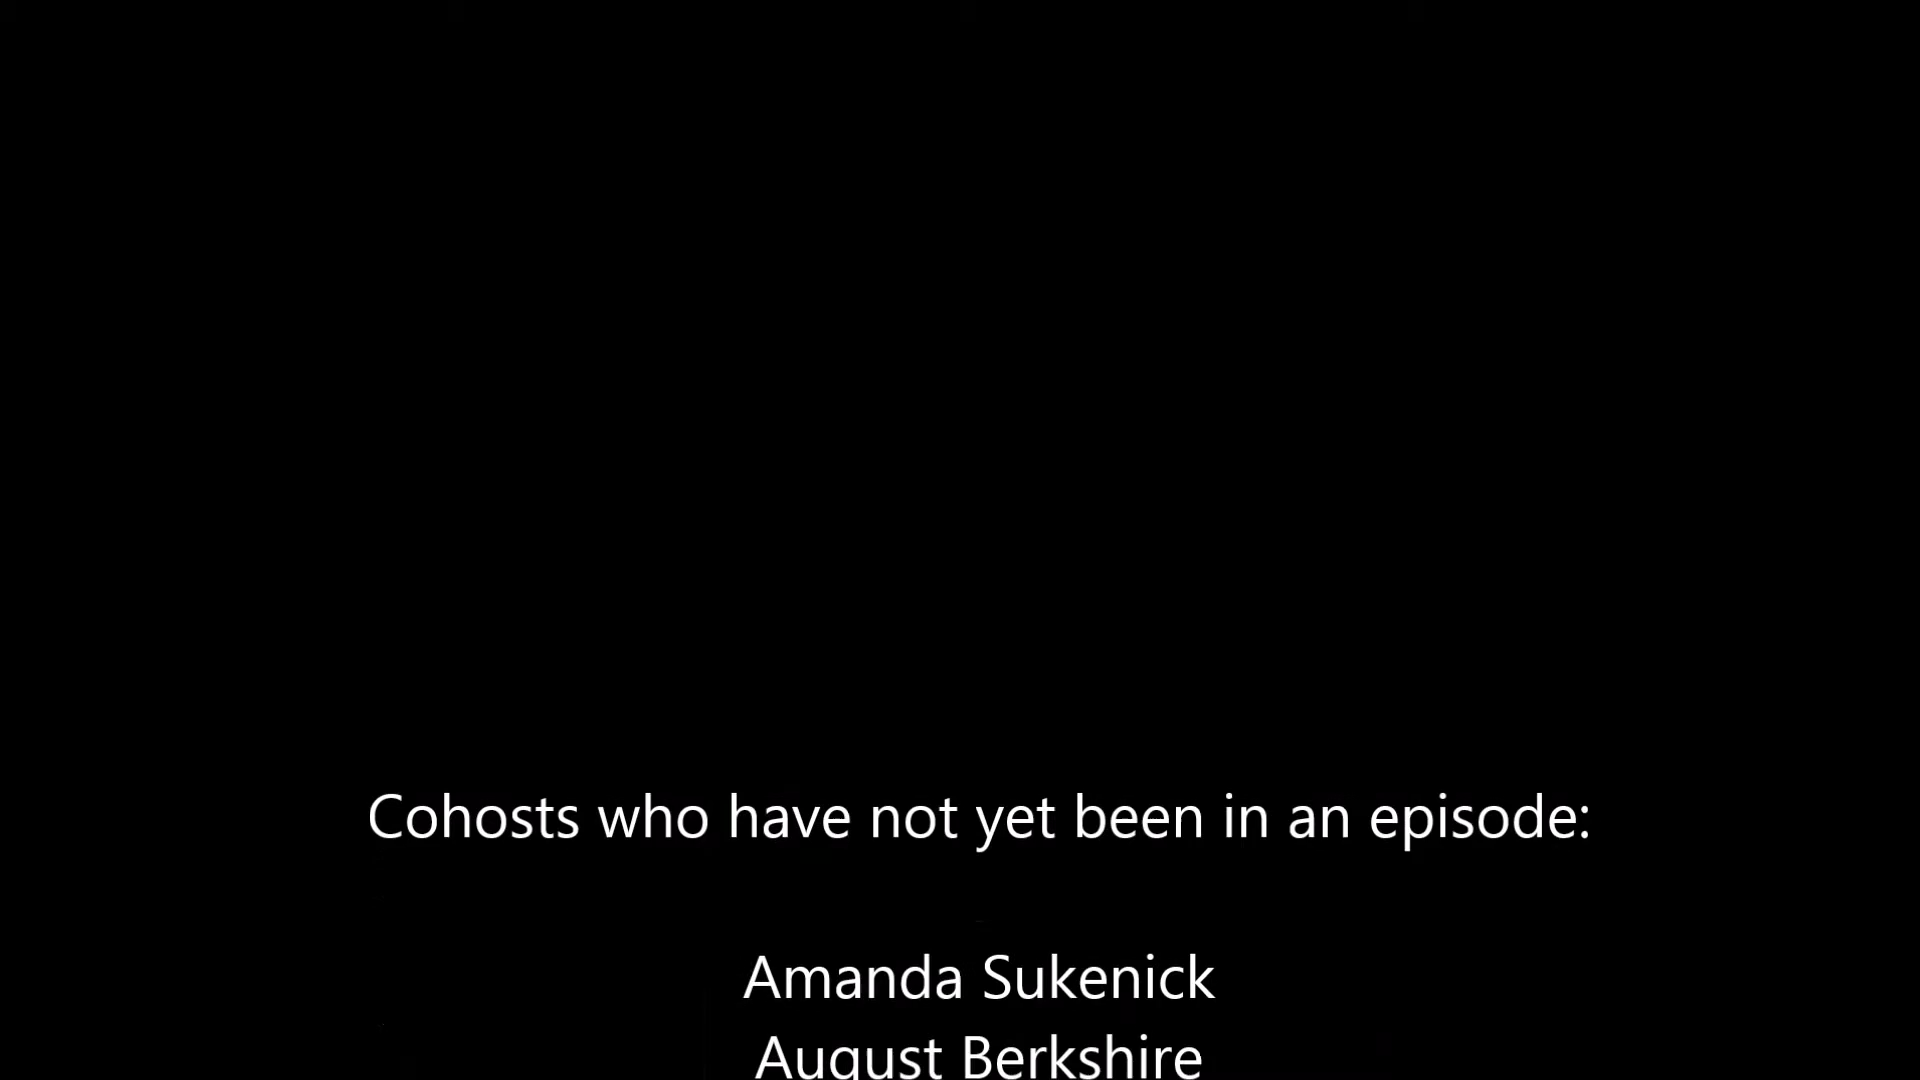 Cohosts who have not yet been in an episode:
Amanda Sukenick
August Berkshire